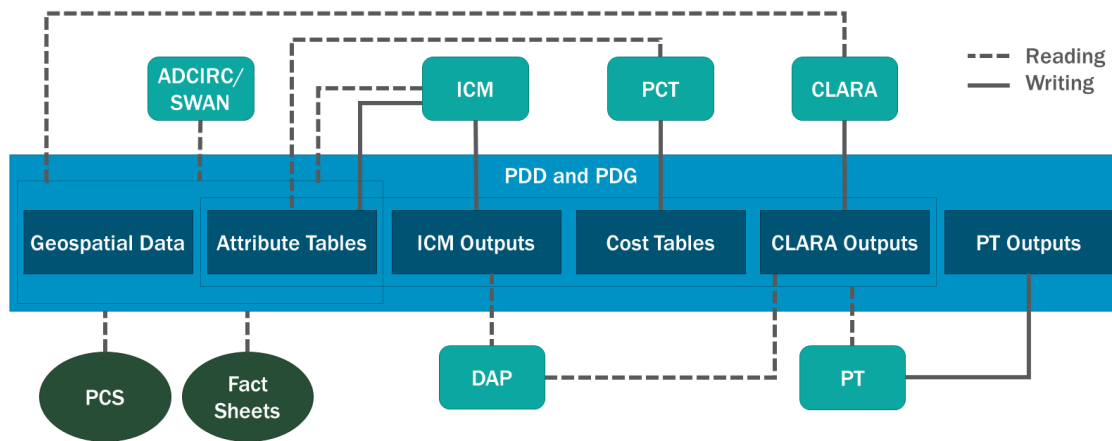 ADCIRC/
SWAN
ICM
PCT
CLARA
Reading
Writing
PDD and PDG
Geospatial Data
Attribute Tables
ICM Outputs
Cost Tables
CLARA Outputs
PT Outputs
PCS
Fact
Sheets
DAP
PT